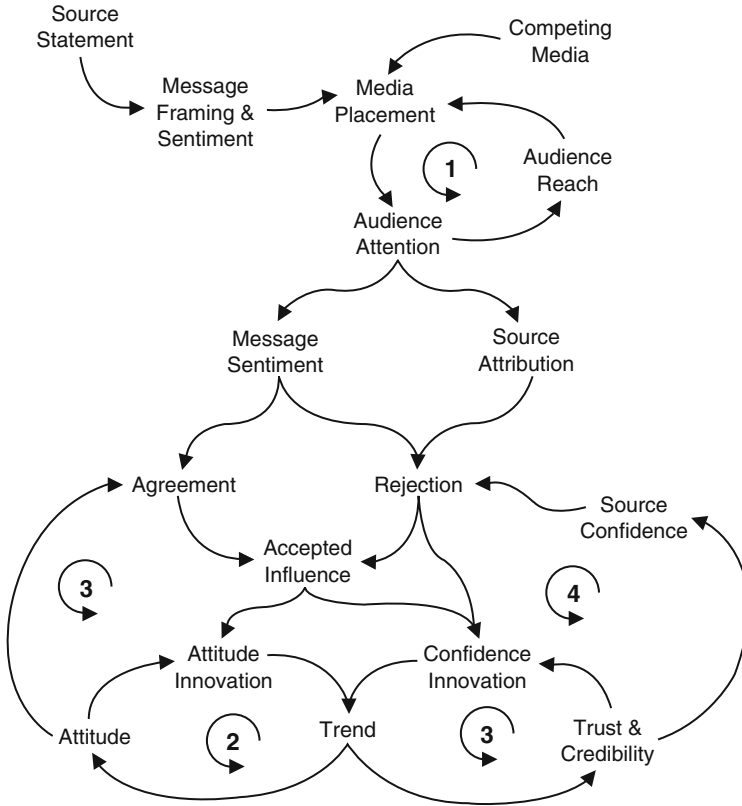 Source
Statement
Competing
Media
Message
Framing &
Sentiment
Media
Placement
1
Audience
Reach
Audience
Attention
Message
Sentiment
Source
Attribution
Agreement
Rejection
Source
Confidence
Accepted
Influence
3
4
Attitude
Innovation
Confidence
Innovation
Attitude
2
Trend
3
Trust &
Credibility